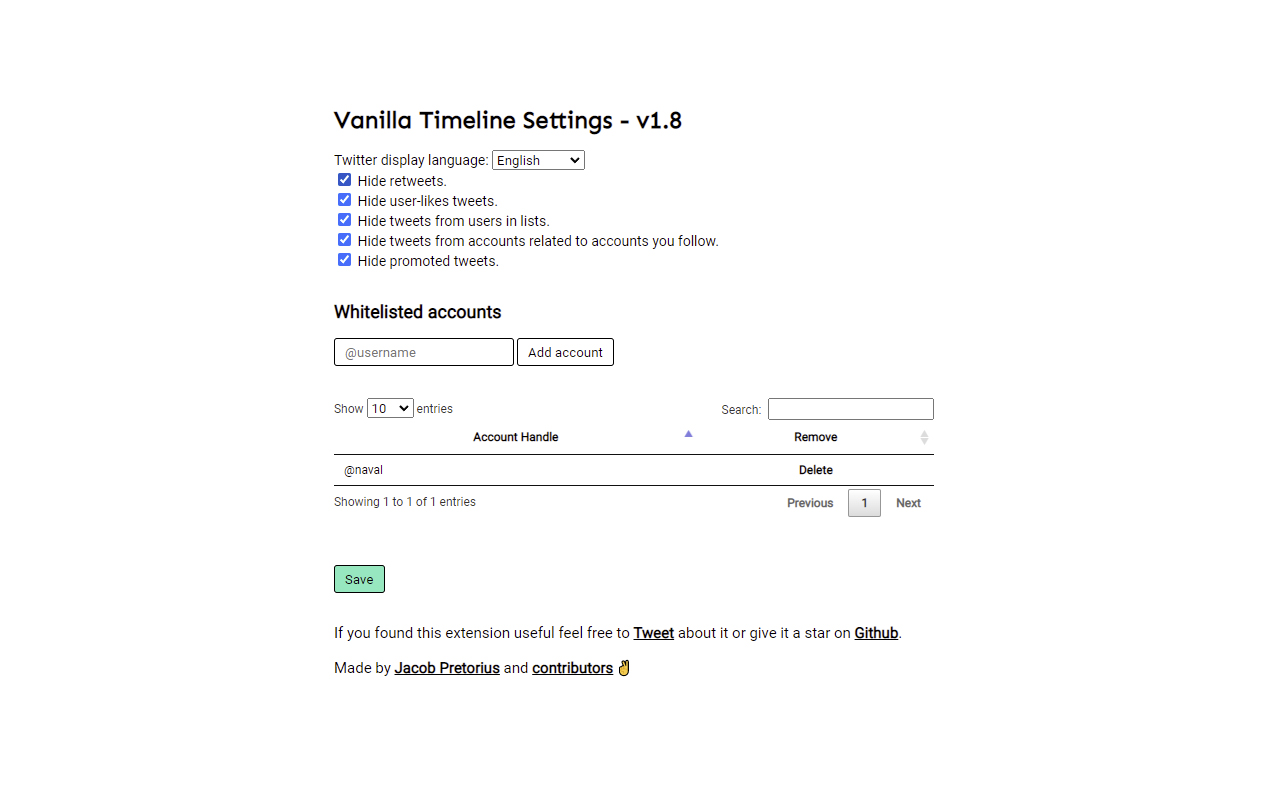 Vanilla Timeline Settings - v1.8
Twitter display language: English
Hide retweets.
Hide user-likes tweets.
Hide tweets from users in lists.
Hide tweets from accounts related to accounts you follow.
Hide promoted tweets.
Whitelisted accounts
@username Add account
Show 10 entries Search:
Account Handle Remove
@naval Delete
Showing 1 to 1 of 1 entries Previous 1 Next
Save
If you found this extension useful feel free to Tweet about it or give it a star on Github.
Made by Jacob Pretorius and contributors ✌